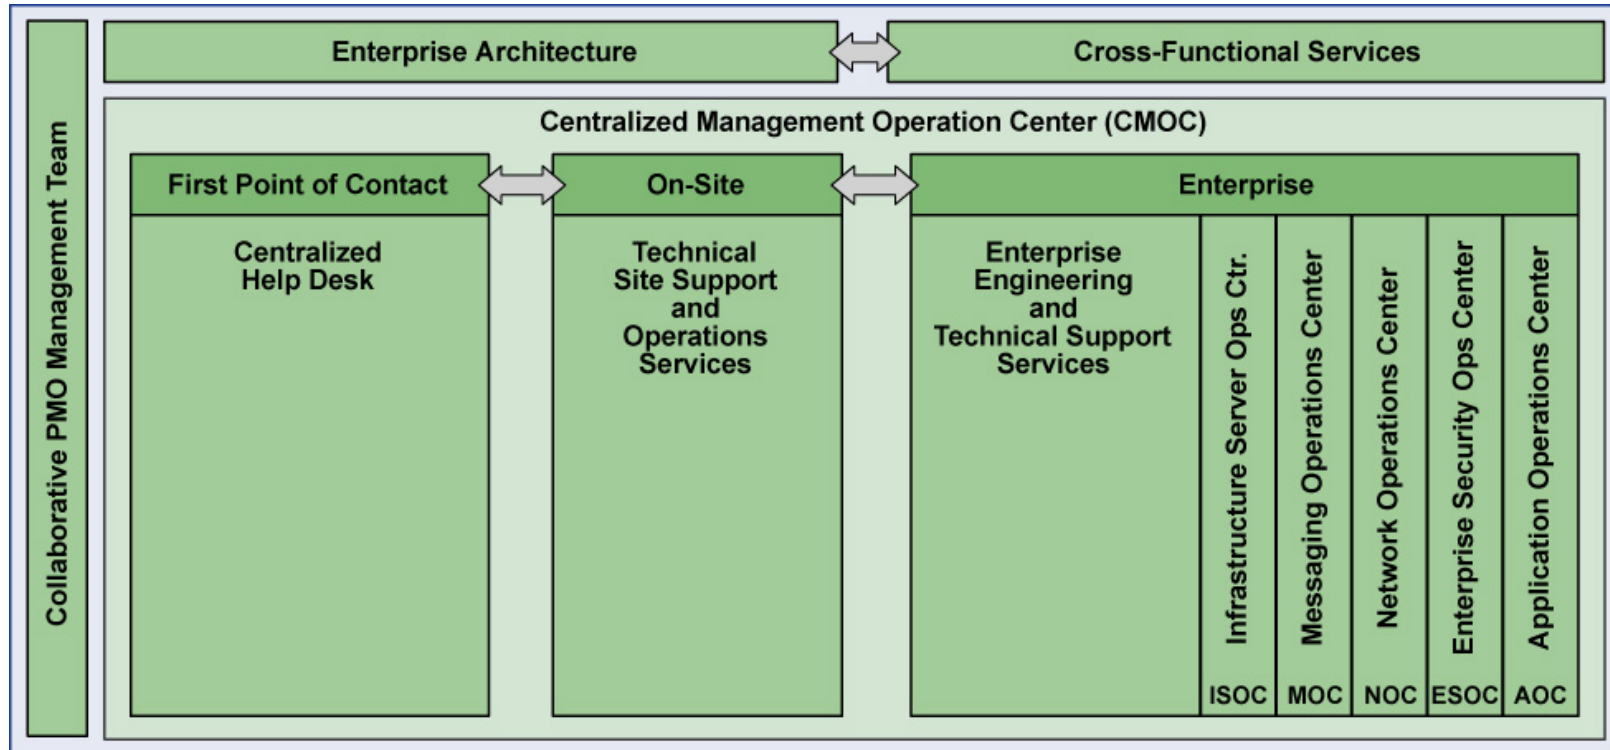 Collaborative PMO Management Team
Enterprise Architecture
Cross-Functional Services
Centralized Management Operation Center (CMOC)
First Point of Contact
Centralized
Help Desk
On-Site
Technical
Site Support
and
Operations
Services
Enterprise
Enterprise
Engineering
and
Technical Support
Services
Infrastructure Server Ops Ctr.
ISOC
Messaging Operations Center
MOC
Network Operations Center
NOC
Enterprise Security Ops Center
ESOC
Application Operations Center
AOC